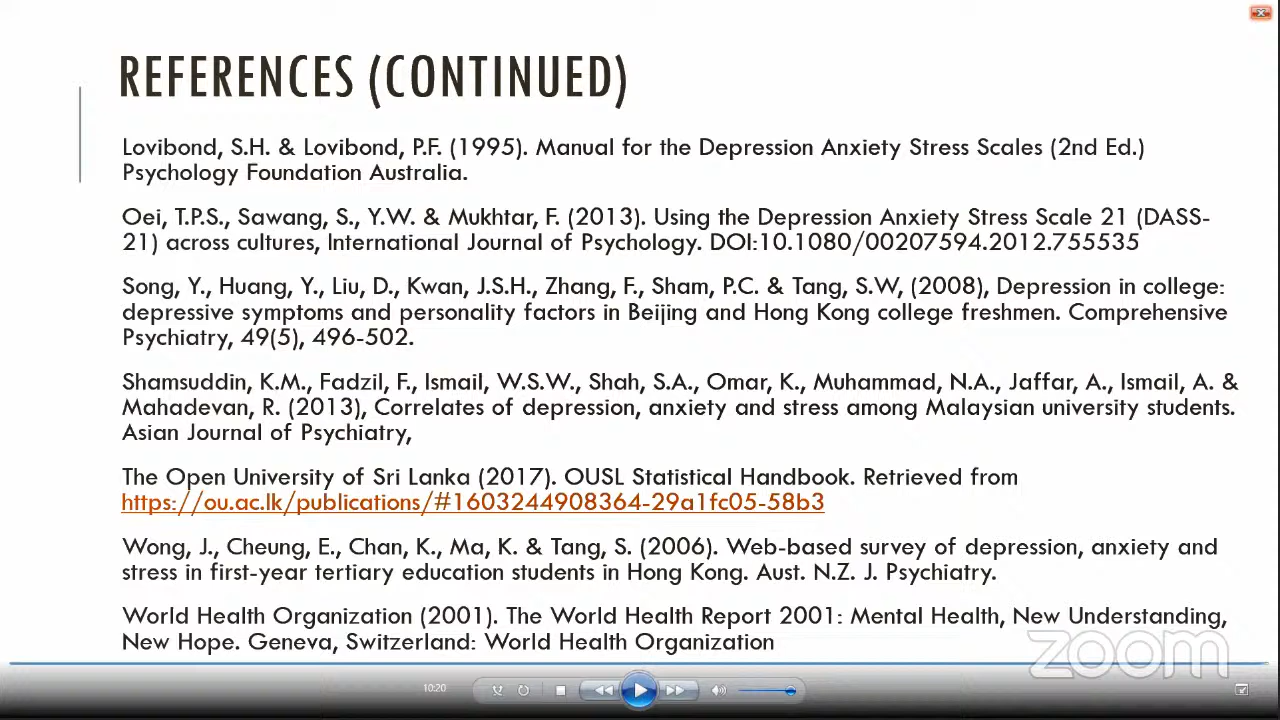 REFERENCES (CONTINUED)
Lovibond, S.H. & Lovibond, P.F. (1995). Manual for the Depression Anxiety Stress Scales (2nd Ed.)
Psychology Foundation Australia.
Oei, T.P.S., Sawang, S., Y.W. & Mukhtar, F. (2013). Using the Depression Anxiety Stress Scale 21 (DASS-
21) across cultures, International Journal of Psychology. DOI:10.1080/00207594.2012.755535
Song, Y., Huang, Y., Liu, D., Kwan, J.S.H., Zhang, F., Sham, P.C. & Tang, S.W, (2008), Depression in college:
depressive symptoms and personality factors in Beijing and Hong Kong college freshmen. Comprehensive
Psychiatry, 49(5), 496-502.
Shamsuddin, K.M., Fadzil, F., Ismail, W.S.W., Shah, S.A., Omar, K., Muhammad, N.A., Jaffar, A., Ismail, A. &
Mahadevan, R. (2013), Correlates of depression, anxiety and stress among Malaysian university students.
Asian Journal of Psychiatry,
The Open University of Sri Lanka (2017). OUSL Statistical Handbook. Retrieved from
https://ou.ac.lk/publications/#1603244908364-29a1fc05-58b3
Wong, J., Cheung, E., Chan, K., Ma, K. & Tang, S. (2006). Web-based survey of depression, anxiety and
stress in first-year tertiary education students in Hong Kong. Aust. N.Z. J. Psychiatry.
World Health Organization (2001). The World Health Report 2001: Mental Health, New Understanding,
New Hope. Geneva, Switzerland: World Health Organization
zoom
10:20